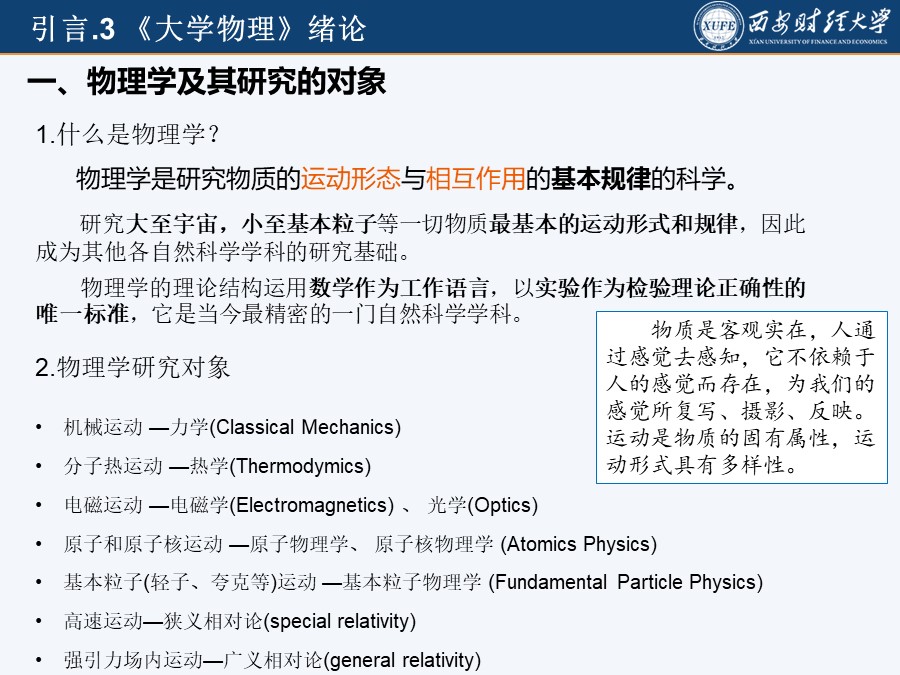 引言.3 《大学物理》绪论
XUFE
西安财经大学
XI'AN UNIVERSITY OF FINANCE AND ECONOMICS
一、物理学及其研究的对象
1.什么是物理学？
物理学是研究物质的运动形态与相互作用的基本规律的科学。
研究大至宇宙，小至基本粒子等一切物质最基本的运动形式和规律，因此
成为其他各自然科学学科的研究基础。
物理学的理论结构运用数学作为工作语言，以实验作为检验理论正确性的
唯一标准，它是当今最精密的一门自然科学学科。
物质是客观实在，人通
过感觉去感知，它不依赖于
人的感觉而存在，为我们的
感觉所复写、摄影、反映。
运动是物质的固有属性，运
动形式具有多样性。
2.物理学研究对象
• 机械运动 —力学(Classical Mechanics)
• 分子热运动 —热学(Thermodymics)
• 电磁运动 —电磁学(Electromagnetics) 、 光学(Optics)
• 原子和原子核运动 —原子物理学、 原子核物理学 (Atomics Physics)
• 基本粒子(轻子、夸克等)运动 —基本粒子物理学 (Fundamental Particle Physics)
• 高速运动—狭义相对论(special relativity)
• 强引力场内运动—广义相对论(general relativity)